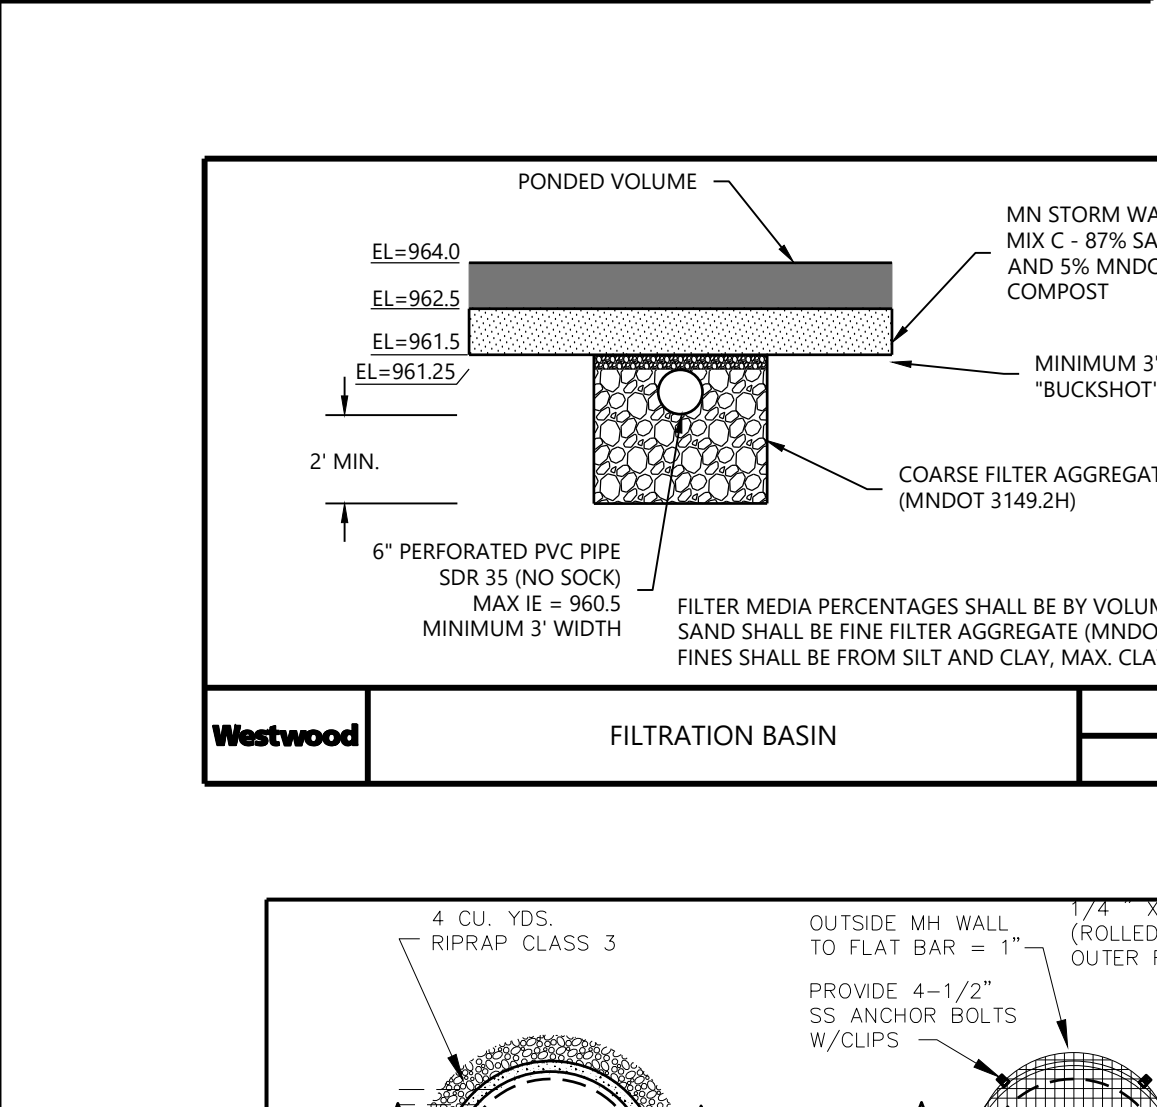 PONDED VOLUME
MN STORM WA
MIX C - 87% SA
AND 5% MNDO
COMPOST
EL=964.0
EL=962.5
EL=961.5
EL=961.25
MINIMUM 3"
"BUCKSHOT"
2' MIN.
COARSE FILTER AGGREGAT
(MNDOT 3149.2H)
6" PERFORATED PVC PIPE
SDR 35 (NO SOCK)
MAX IE = 960.5
MINIMUM 3' WIDTH
FILTER MEDIA PERCENTAGES SHALL BE BY VOLUM
SAND SHALL BE FINE FILTER AGGREGATE (MNDO
FINES SHALL BE FROM SILT AND CLAY, MAX. CLA
Westwood
FILTRATION BASIN
4 CU. YDS.
RIPRAP CLASS 3
OUTSIDE MH WALL
TO FLAT BAR = 1"
1/4 " X
(ROLLED
OUTER
PROVIDE 4-1/2"
SS ANCHOR BOLTS
W/CLIPS